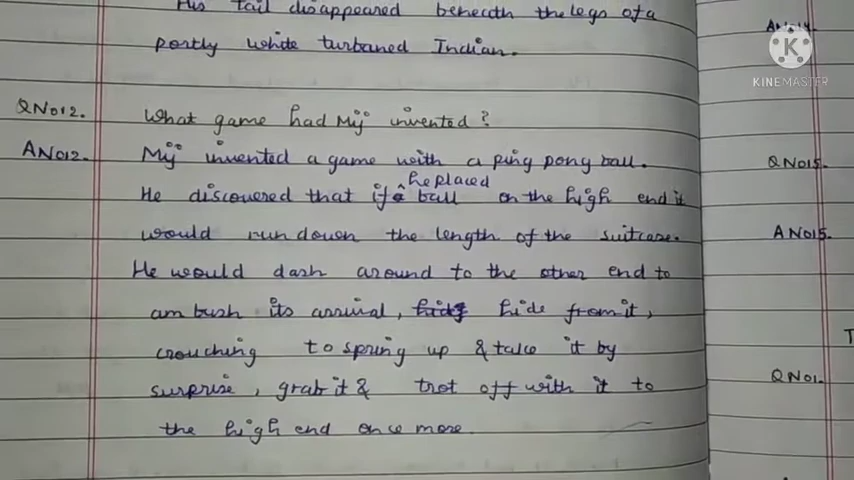 His tail disappeared beneath the legs of a
portly white turbaned Indian.
QNo12. What game had Mijj invented?
ANo12. Mijj invented a game with a ping pong ball.
he placed
He discovered that if a ball on the high end it
would run down the length of the suitcase.
He would dash around to the other end to
ambush its arrival, hide hide from it,
crouching to spring up & take it by
surprise, grab it & trot off with it to
the high end once more.
ANo14.
K
KINEMASTER
QNo15.
ANo15.
T
QNo1.